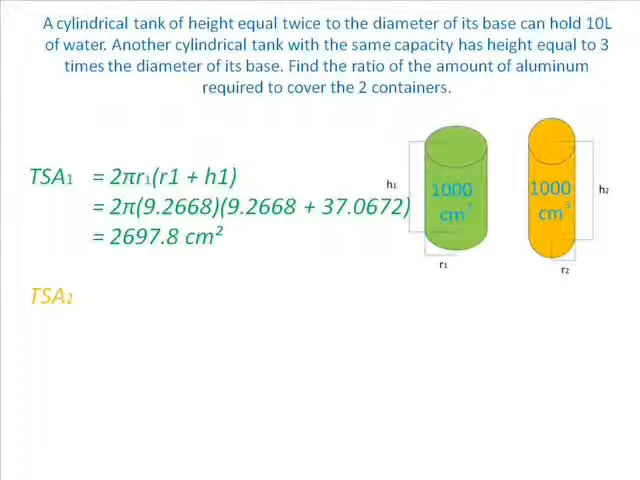 A cylindrical tank of height equal twice to the diameter of its base can hold 10L
of water. Another cylindrical tank with the same capacity has height equal to 3
times the diameter of its base. Find the ratio of the amount of aluminum
required to cover the 2 containers.
TSA₁ = 2πr₁(r1 + h1)
= 2π(9.2668)(9.2668 + 37.0672)
= 2697.8 cm²
TSA₂
h₁
1000
cm³
r₁
1000
cm³
h₂
r₂